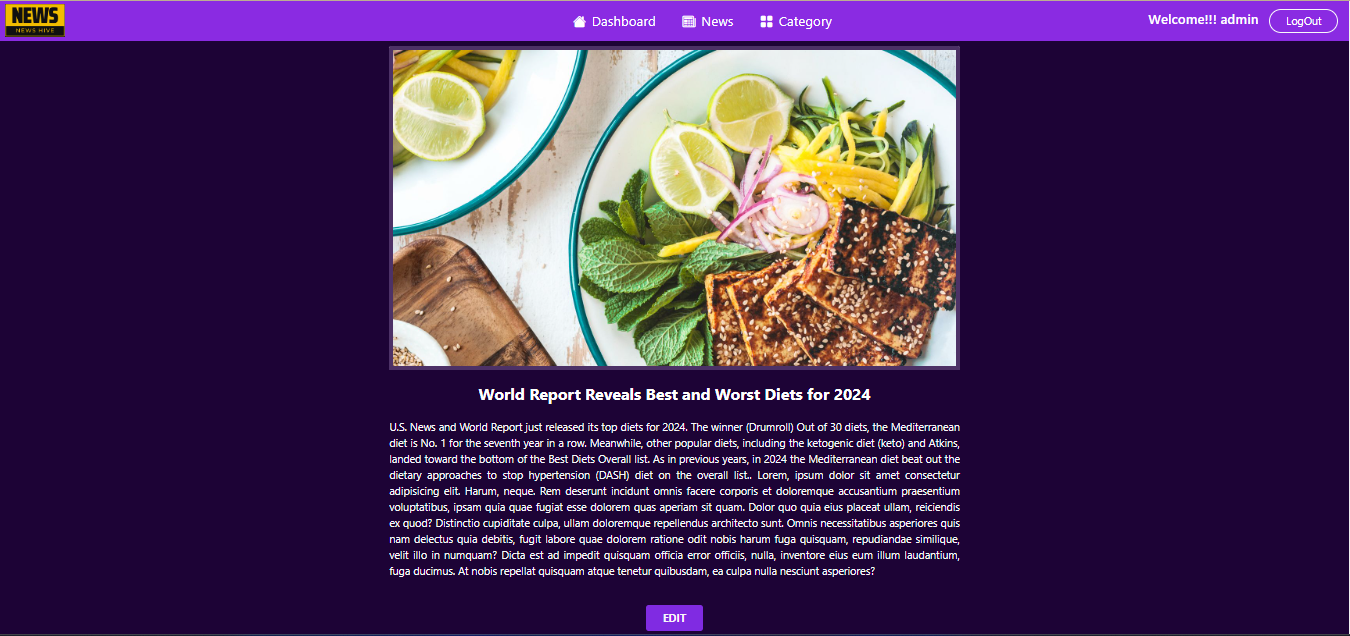 NEWS
NEWS HIVE
Dashboard
News
Category
Welcome!!! admin
LogOut
World Report Reveals Best and Worst Diets for 2024
U.S. News and World Report just released its top diets for 2024. The winner (Drumroll) Out of 30 diets, the Mediterranean
diet is No. 1 for the seventh year in a row. Meanwhile, other popular diets, including the ketogenic diet (keto) and Atkins,
landed toward the bottom of the Best Diets Overall list. As in previous years, in 2024 the Mediterranean diet beat out the
dietary approaches to stop hypertension (DASH) diet on the overall list.. Lorem, ipsum dolor sit amet consectetur
adipisicing elit. Harum, neque. Rem deserunt incidunt omnis facere corporis et doloremque accusantium praesentium
voluptatibus, ipsam quia quae fugiat esse dolorem quas aperiam sit quam. Dolor quo quia eius placeat ullam, reiciendis
ex quod? Distinctio cupiditate culpa, ullam doloremque repellendus architecto sunt. Omnis necessitatibus asperiores quis
nam delectus quia debitis, fugit labore quae dolorem ratione odit nobis harum fuga quisquam, repudiandae similique,
velit illo in numquam? Dicta est ad impedit quisquam officia error officiis, nulla, inventore eius eum illum laudantium,
fuga ducimus. At nobis repellat quisquam atque tenetur quibusdam, ea culpa nulla nesciunt asperiores?
EDIT